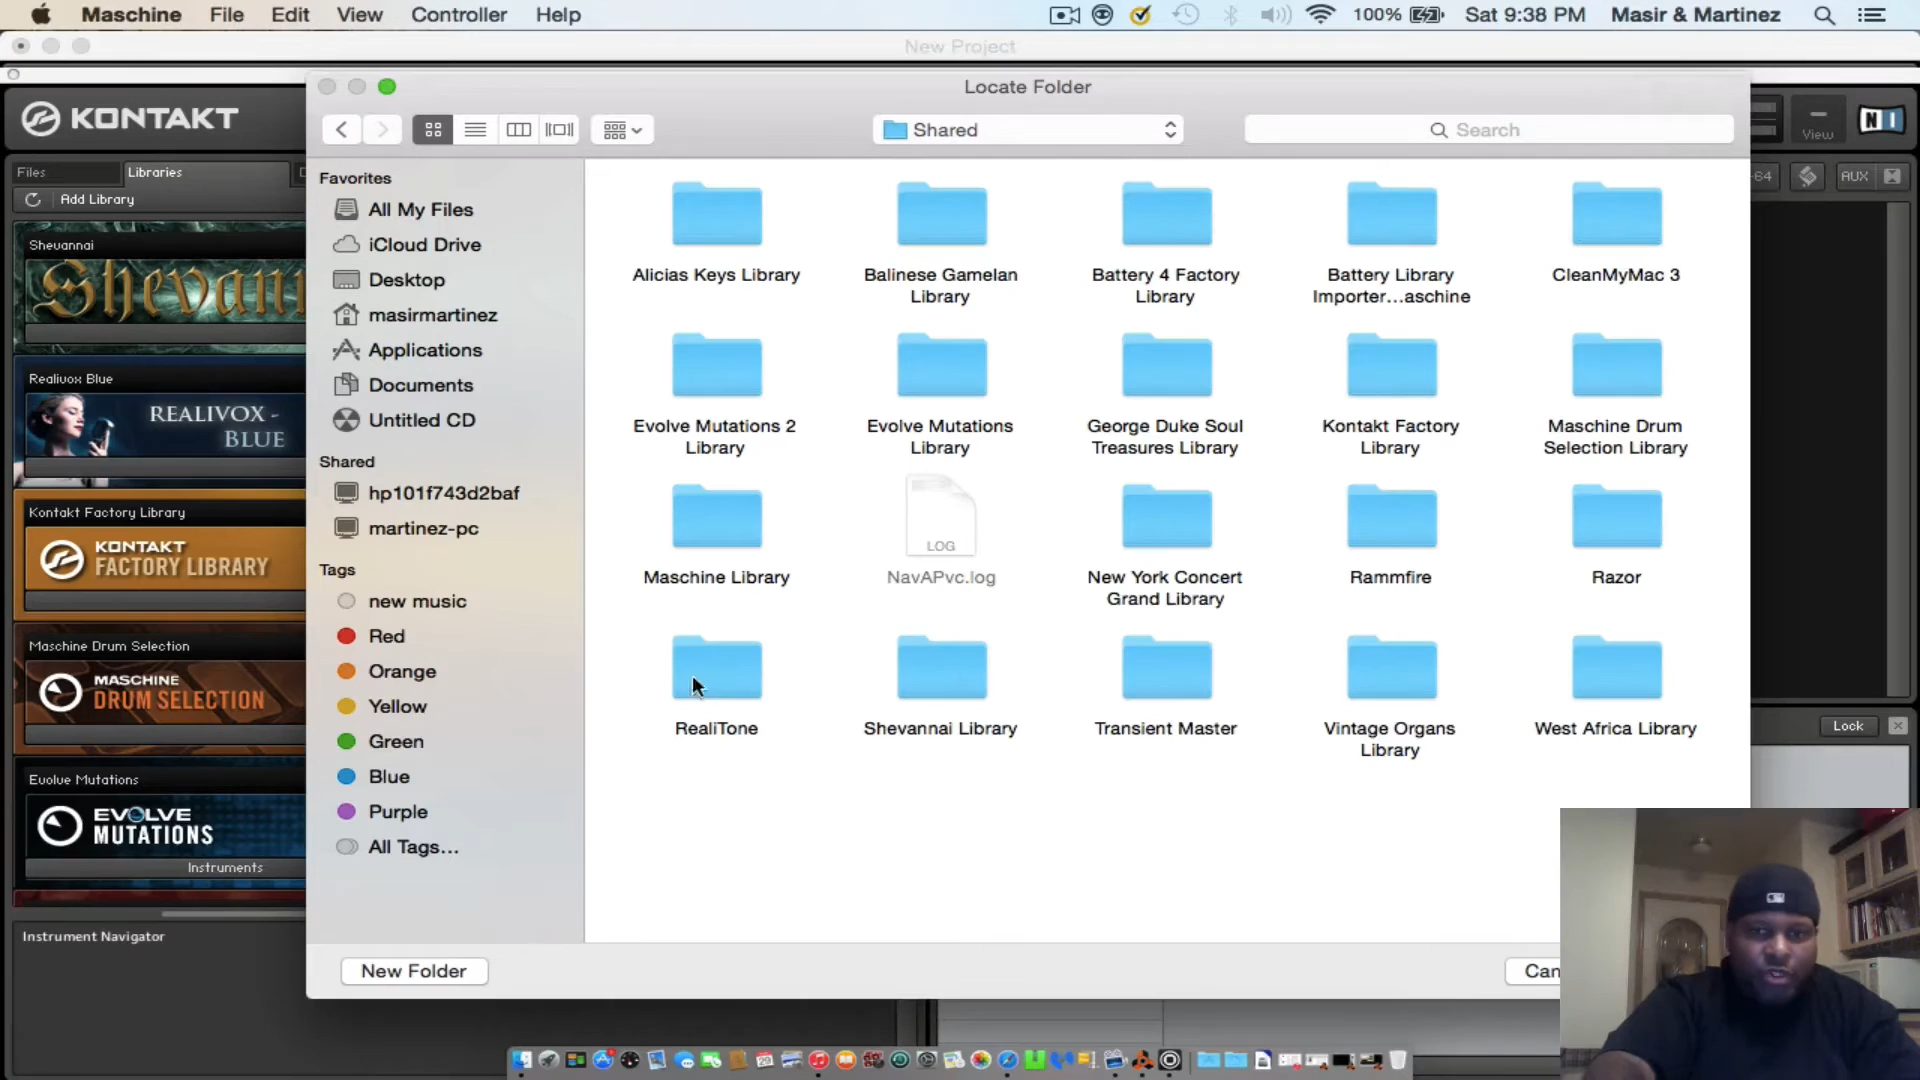 Maschine File Edit View Controller Help 100% Sat 9:38 PM Masir & Martinez
New Project
Locate Folder
KONTAKT
View
NI
Shared
Search
Files
Libraries
Add Library
-64
AUX
Favorites
All My Files
iCloud Drive
Desktop
masirmartinez
Applications
Documents
Untitled CD
Shared
hp101f743d2baf
martinez-pc
Tags
new music
Red
Orange
Yellow
Green
Blue
Purple
All Tags...
Alicias Keys Library
Balinese Gamelan
Library
Battery 4 Factory
Library
Battery Library
Importer...aschine
CleanMyMac 3
Evolve Mutations 2
Library
Evolve Mutations
Library
George Duke Soul
Treasures Library
Kontakt Factory
Library
Maschine Drum
Selection Library
Maschine Library
LOG
NavAPvc.log
New York Concert
Grand Library
Rammfire
Razor
RealiTone
Shevannai Library
Transient Master
Vintage Organs
Library
West Africa Library
Shevannai
Shevann
Realivox Blue
REALIVOX -
BLUE
Kontakt Factory Library
KONTAKT
FACTORY LIBRARY
Maschine Drum Selection
MASCHINE
DRUM SELECTION
Evolve Mutations
EVOLVE
MUTATIONS
Instruments
Instrument Navigator
Lock
New Folder
Can